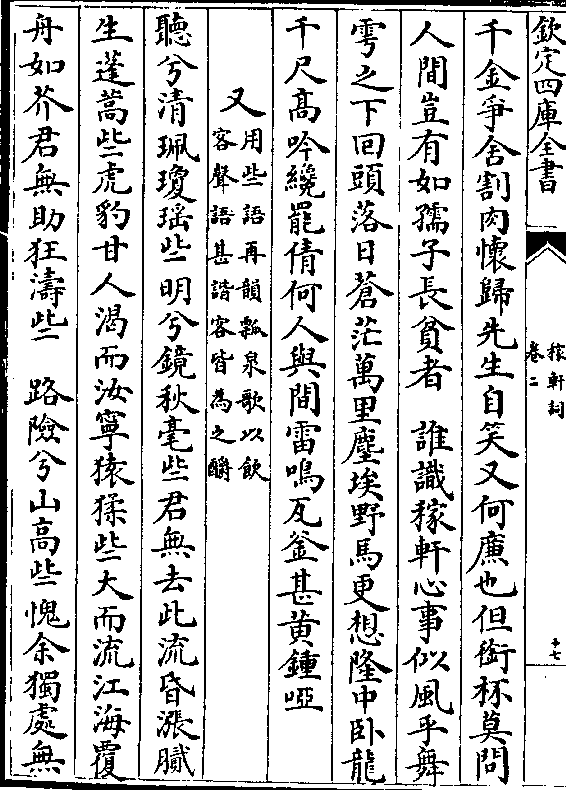 欽定四庫全書
稼軒詞
卷二
十七
千金爭舍割肉懷歸先生自笑又何㢘也但銜杯莫問
人間豈有如孺子長貧者　誰識稼軒心事似風乎舞
雩之下回頭落日蒼茫萬里塵埃野馬更想隆中卧龍
千尺髙吟纔罷倩何人與間雷鳴瓦釜甚黄鍾啞
又
用些語再韻瓢泉歌以飲
客聲語甚諧客皆為之釂
聽兮清珮瓊瑶些明兮鏡秋毫些君無去此流昏漲膩
生蓬蒿些虎豹甘人渴而汝寧猿猱些大而流江海覆
舟如芥君無助狂濤些　路險兮山高些愧余獨處無